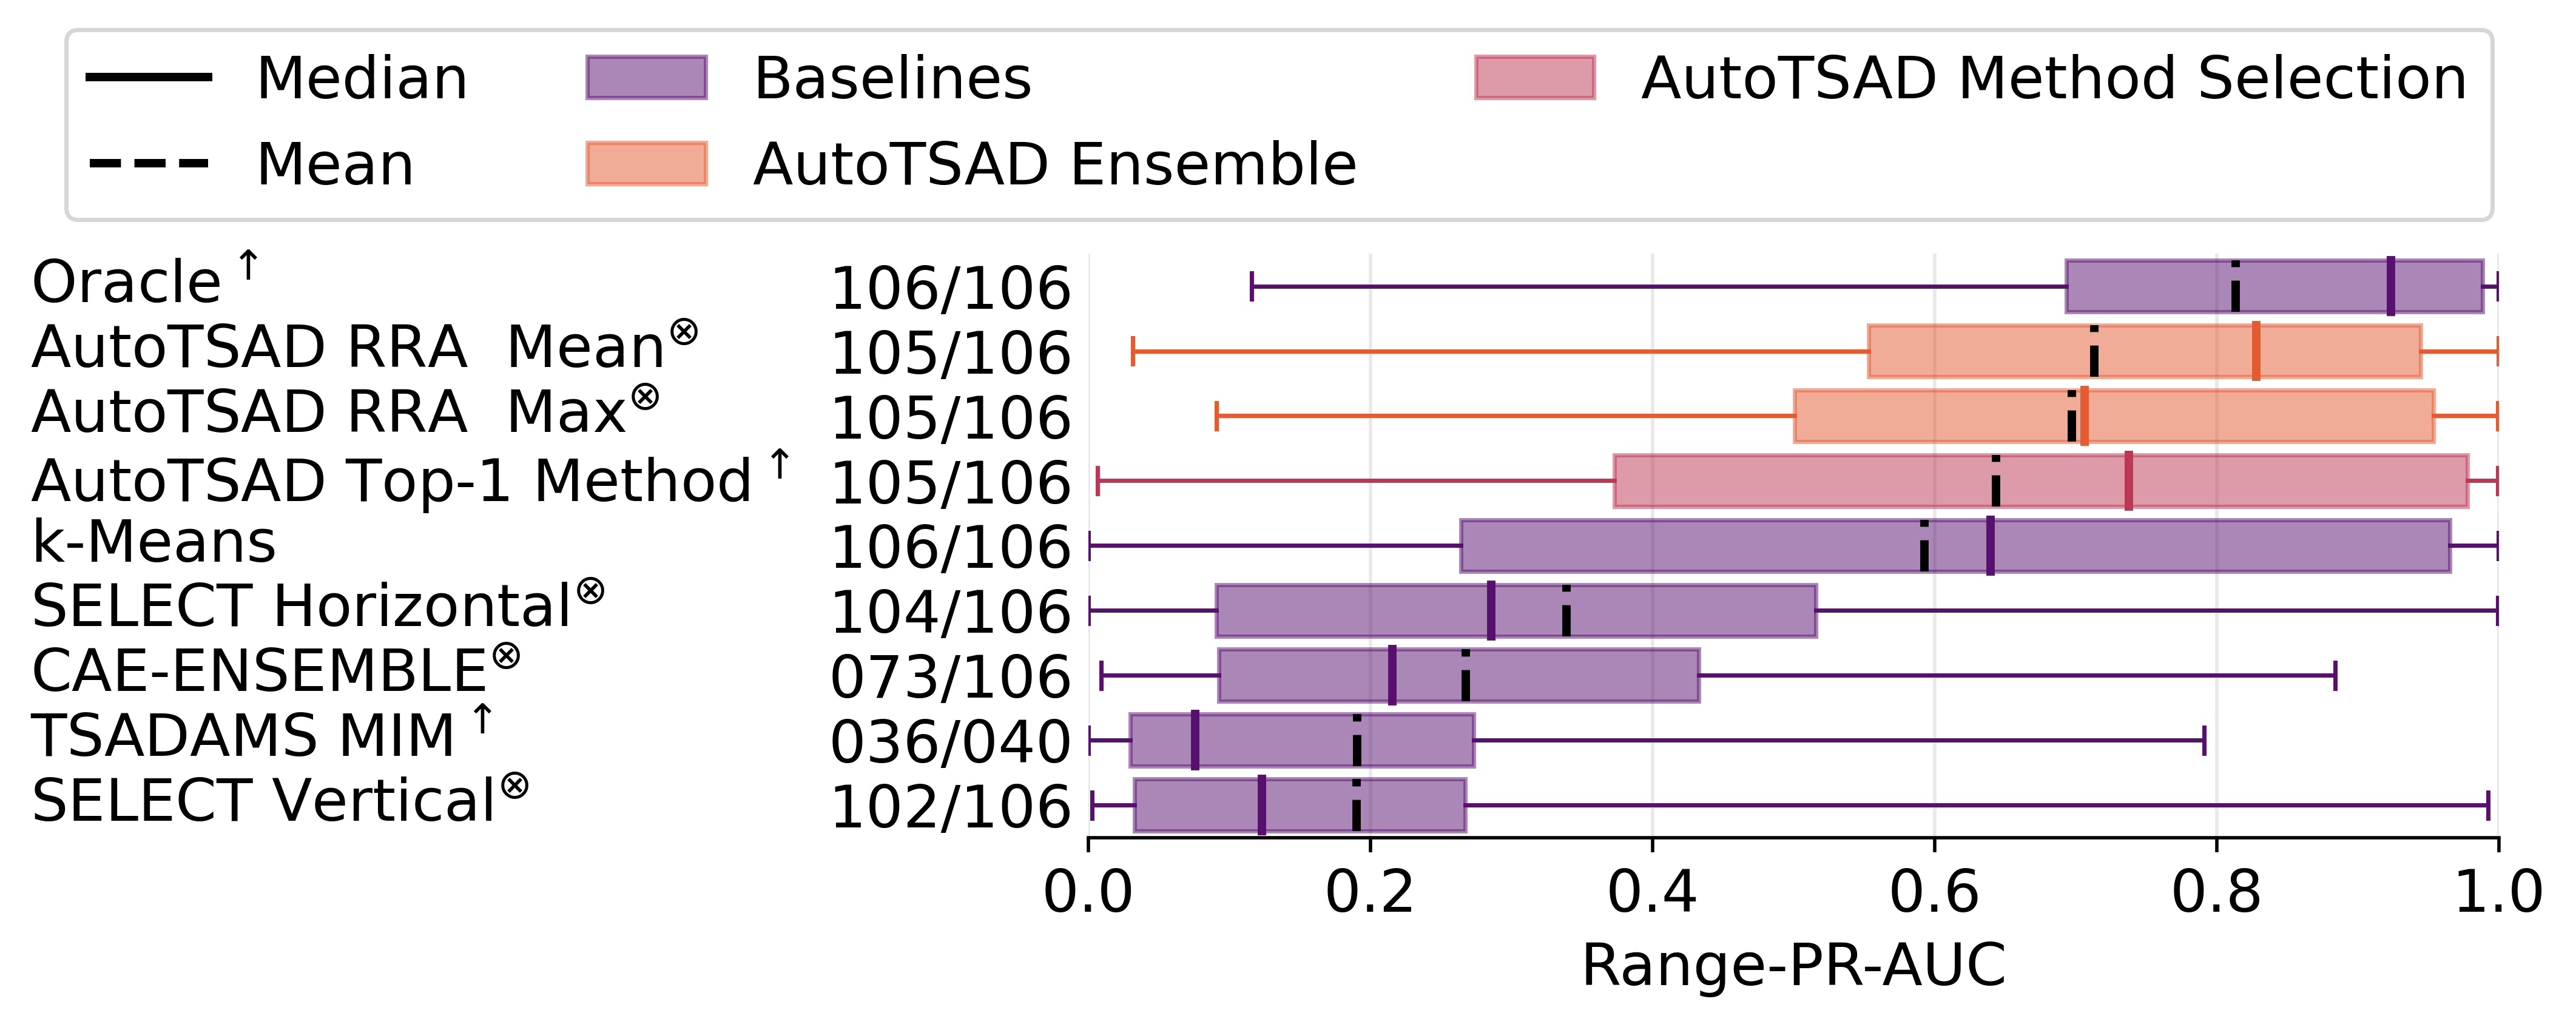 Median
Baselines
AutoTSAD Method Selection
Mean
AutoTSAD Ensemble
Oracle ↑ 106/106
AutoTSAD RRA Mean⊗ 105/106
AutoTSAD RRA Max⊗ 105/106
AutoTSAD Top-1 Method ↑ 105/106
k-Means 106/106
SELECT Horizontal⊗ 104/106
CAE-ENSEMBLE⊗ 073/106
TSADAMS MIM ↑ 036/040
SELECT Vertical⊗ 102/106
0.0 0.2 0.4 0.6 0.8 1.0
Range-PR-AUC